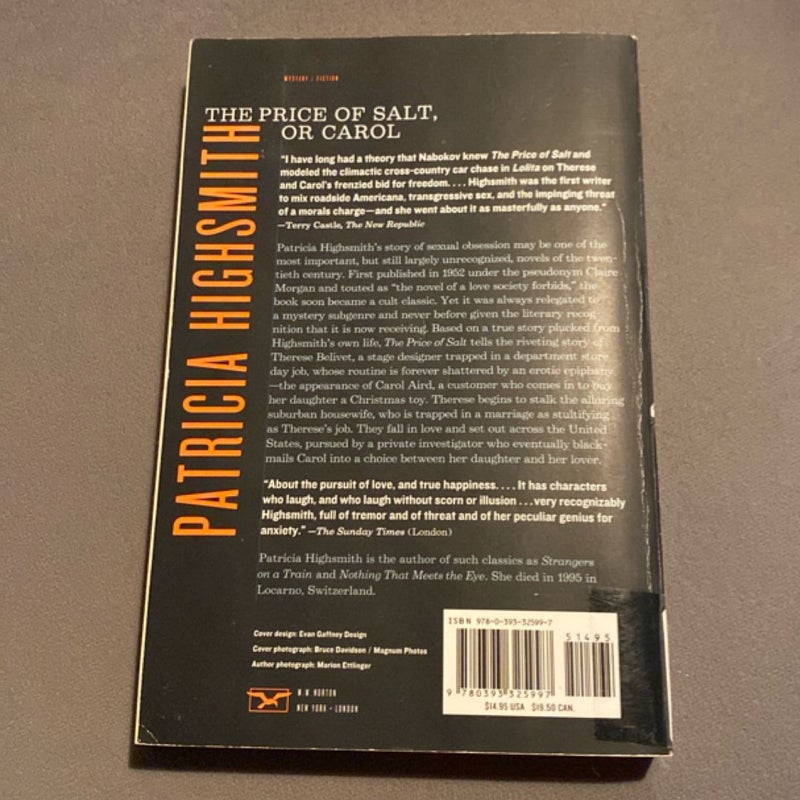 MYSTERY / FICTION
THE PRICE OF SALT,
OR CAROL
PATRICIA HIGHSMITH
"I have long had a theory that Nabokov knew The Price of Salt and
modeled the climactic cross-country car chase in Lolita on Therese
and Carol's frenzied bid for freedom. . . . Highsmith was the first writer
to mix roadside Americana, transgressive sex, and the impinging threat
of a morals charge—and she went about it as masterfully as anyone."
—Terry Castle, The New Republic
Patricia Highsmith's story of sexual obsession may be one of the
most important, but still largely unrecognized, novels of the twen-
tieth century. First published in 1952 under the pseudonym Claire
Morgan and touted as "the novel of a love society forbids," the
book soon became a cult classic. Yet it was always relegated to
a mystery subgenre and never before given the literary recog-
nition that it is now receiving. Based on a true story plucked from
Highsmith's own life, The Price of Salt tells the riveting story of
Therese Belivet, a stage designer trapped in a department store
day job, whose routine is forever shattered by an erotic epiphany
—the appearance of Carol Aird, a customer who comes in to buy
her daughter a Christmas toy. Therese begins to stalk the alluring
suburban housewife, who is trapped in a marriage as stultifying
as Therese's job. They fall in love and set out across the United
States, pursued by a private investigator who eventually black-
mails Carol into a choice between her daughter and her lover.
"About the pursuit of love, and true happiness. . . . It has characters
who laugh, and who laugh without scorn or illusion . . . very recognizably
Highsmith, full of tremor and of threat and of her peculiar genius for
anxiety." —The Sunday Times (London)
Patricia Highsmith is the author of such classics as Strangers
on a Train and Nothing That Meets the Eye. She died in 1995 in
Locarno, Switzerland.
Cover design: Evan Gaffney Design
Cover photograph: Bruce Davidson / Magnum Photos
Author photograph: Marion Ettlinger
W W NORTON
NEW YORK • LONDON
ISBN 978-0-393-32599-7
51495
9 780393 325997
$14.95 USA $19.50 CAN.